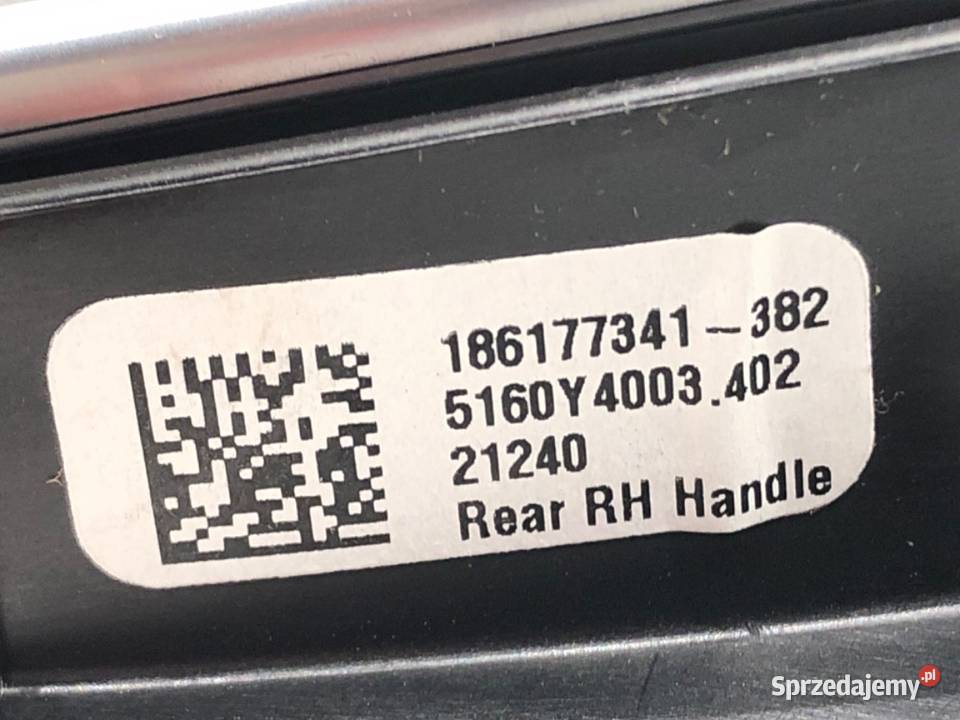 186177341-382
5160Y4003.402
21240
Rear RH Handle
Sprzedajemy.pl